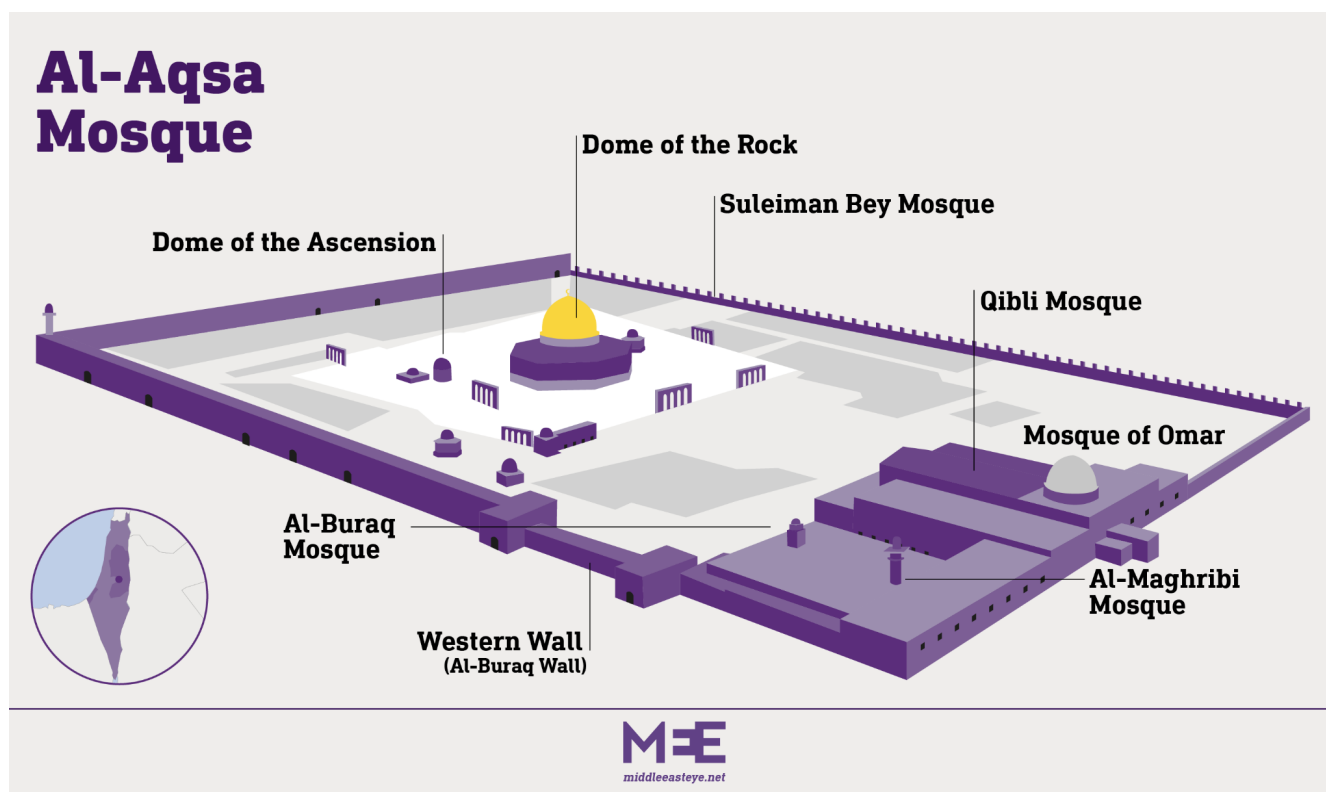 Al-Aqsa
Mosque
Dome of the Rock
Suleiman Bey Mosque
Dome of the Ascension
Qibli Mosque
Mosque of Omar
Al-Buraq
Mosque
Al-Maghribi
Mosque
Western Wall
(Al-Buraq Wall)
MEE
middleeasteye.net